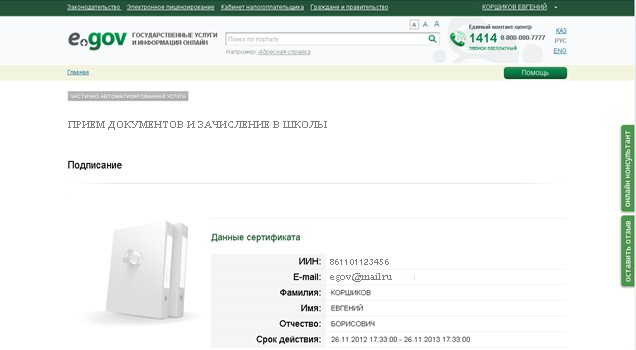 Законодательство Электронное лицензирование Кабинет налогоплательщика Граждане и правительство КОРШИКОВ ЕВГЕНИЙ
egov ГОСУДАРСТВЕННЫЕ УСЛУГИ
И ИНФОРМАЦИЯ ОНЛАЙН
A A A
Поиск по порталу
Например: Адресная справка
Единый контакт-центр
1414 8-800-080-7777
звонок бесплатный
ҚАЗ
РУС
ENG
Главная
Помощь
ЧАСТИЧНО АВТОМАТИЗИРОВАННАЯ УСЛУГА
ПРИЕМ ДОКУМЕНТОВ И ЗАЧИСЛЕНИЕ В ШКОЛЫ
Подписание
онлайн консультант
оставить отзыв
Данные сертификата
ИИН: 861101123456
E-mail: egov@mail.ru
Фамилия: КОРШИКОВ
Имя: ЕВГЕНИЙ
Отчество: БОРИСОВИЧ
Срок действия: 26.11.2012 17:33:00 - 26.11.2013 17:33:00